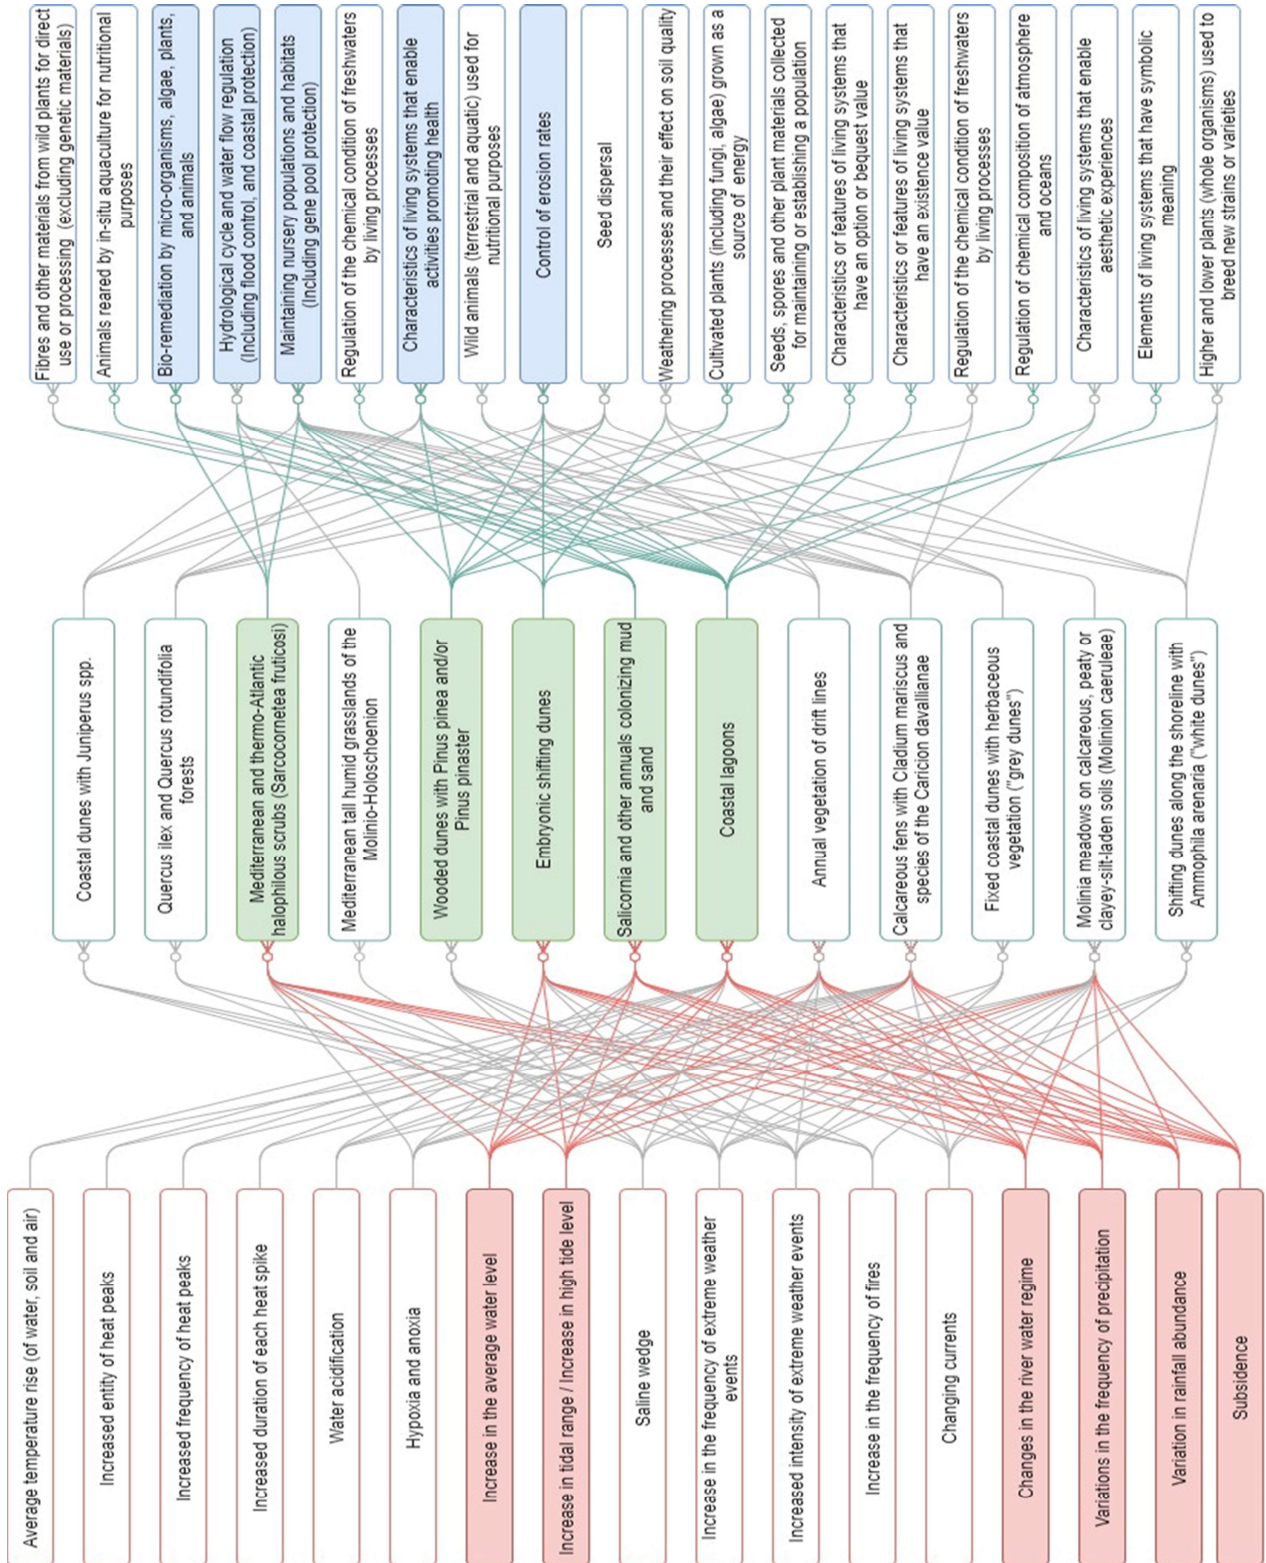 Fibres and other materials from wild plants for direct
use or processing (excluding genetic materials)
Animals reared by in-situ aquaculture for nutritional
purposes
Bio-remediation by micro-organisms, algae, plants,
and animals
Hydrological cycle and water flow regulation
(Including flood control, and coastal protection)
Maintaining nursery populations and habitats
(Including gene pool protection)
Regulation of the chemical condition of freshwaters
by living processes
Characteristics of living systems that enable
activities promoting health
Wild animals (terrestrial and aquatic) used for
nutritional purposes
Control of erosion rates
Seed dispersal
Weathering processes and their effect on soil quality
Cultivated plants (including fungi, algae) grown as a
source of energy
Seeds, spores and other plant materials collected
for maintaining or establishing a population
Characteristics or features of living systems that
have an option or bequest value
Characteristics or features of living systems that
have an existence value
Regulation of the chemical condition of freshwaters
by living processes
Regulation of chemical composition of atmosphere
and oceans
Characteristics of living systems that enable
aesthetic experiences
Elements of living systems that have symbolic
meaning
Higher and lower plants (whole organisms) used to
breed new strains or varieties
Coastal dunes with Juniperus spp.
Quercus ilex and Quercus rotundifolia
forests
Mediterranean and thermo-Atlantic
halophilous scrubs (Sarcocornetea fruticosi)
Mediterranean tall humid grasslands of the
Molinio-Holoschoenion
Wooded dunes with Pinus pinea and/or
Pinus pinaster
Embryonic shifting dunes
Salicornia and other annuals colonizing mud
and sand
Coastal lagoons
Annual vegetation of drift lines
Calcareous fens with Cladium mariscus and
species of the Caricion davallianae
Fixed coastal dunes with herbaceous
vegetation ("grey dunes")
Molinia meadows on calcareous, peaty or
clayey-silt-laden soils (Molinion caeruleae)
Shifting dunes along the shoreline with
Ammophila arenaria ("white dunes")
Average temperature rise (of water, soil and air)
Increased entity of heat peaks
Increased frequency of heat peaks
Increased duration of each heat spike
Water acidification
Hypoxia and anoxia
Increase in the average water level
Increase in tidal range / Increase in high tide level
Saline wedge
Increase in the frequency of extreme weather
events
Increased intensity of extreme weather events
Increase in the frequency of fires
Changing currents
Changes in the river water regime
Variations in the frequency of precipitation
Variation in rainfall abundance
Subsidence